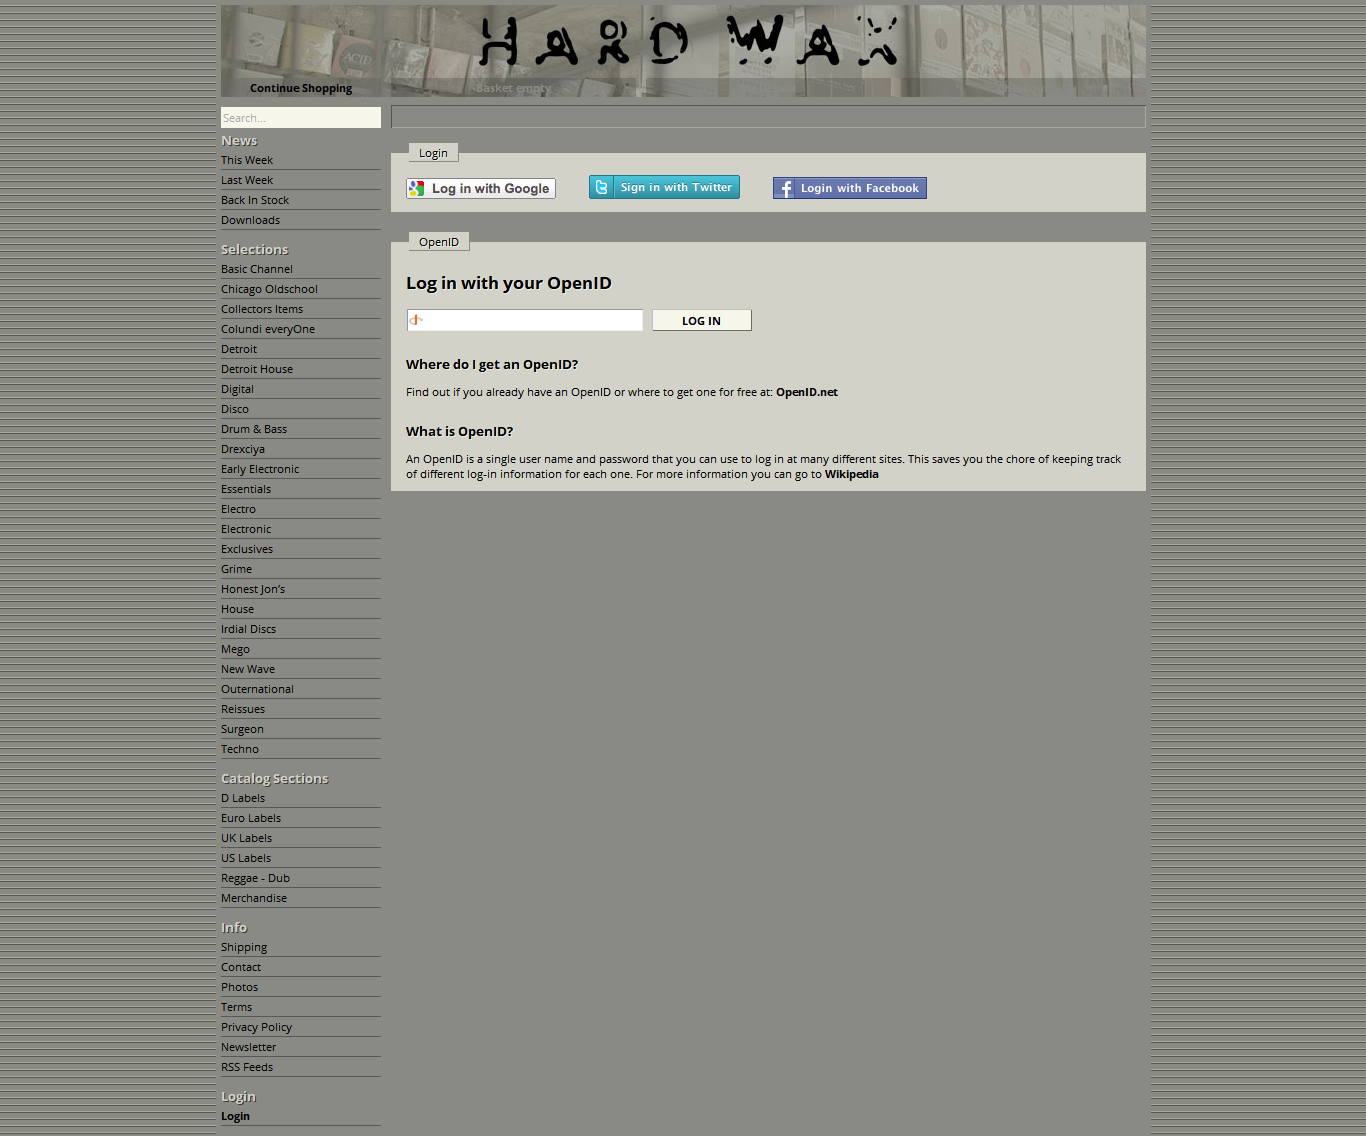 HARD WAX
Continue Shopping
Basket empty
Search...
News
This Week
Last Week
Back In Stock
Downloads
Selections
Basic Channel
Chicago Oldschool
Collectors Items
Colundi everyOne
Detroit
Detroit House
Digital
Disco
Drum & Bass
Drexciya
Early Electronic
Essentials
Electro
Electronic
Exclusives
Grime
Honest Jon's
House
Irdial Discs
Mego
New Wave
Outernational
Reissues
Surgeon
Techno
Catalog Sections
D Labels
Euro Labels
UK Labels
US Labels
Reggae - Dub
Merchandise
Info
Shipping
Contact
Photos
Terms
Privacy Policy
Newsletter
RSS Feeds
Login
Login
Login
Log in with Google
Sign in with Twitter
Login with Facebook
OpenID
Log in with your OpenID
LOG IN
Where do I get an OpenID?
Find out if you already have an OpenID or where to get one for free at: OpenID.net
What is OpenID?
An OpenID is a single user name and password that you can use to log in at many different sites. This saves you the chore of keeping track
of different log-in information for each one. For more information you can go to Wikipedia